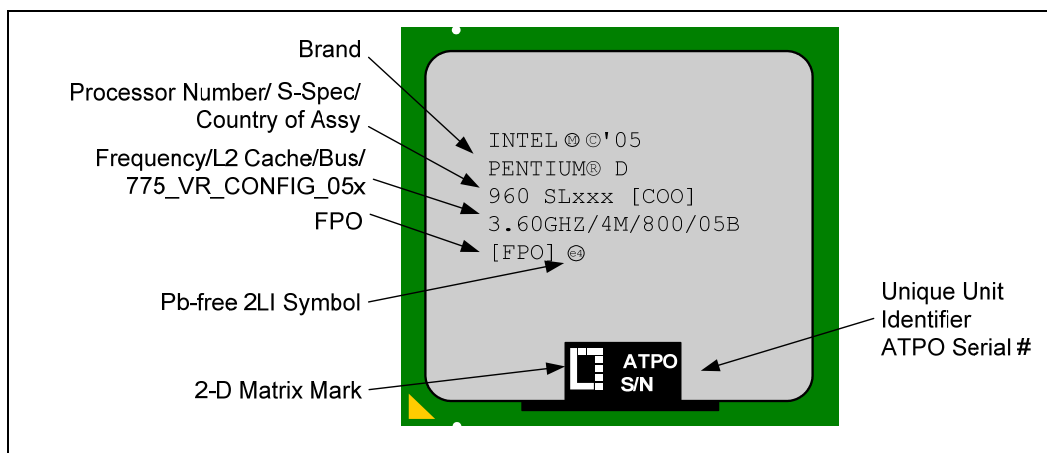 Brand
Processor Number/ S-Spec/
Country of Assy
Frequency/L2 Cache/Bus/
775_VR_CONFIG_05x
FPO
Pb-free 2LI Symbol
2-D Matrix Mark
INTEL Ⓜ ©'05
PENTIUM® D
960 SLxxx [COO]
3.60GHZ/4M/800/05B
[FPO] e4
ATPO
S/N
Unique Unit
Identifier
ATPO Serial #